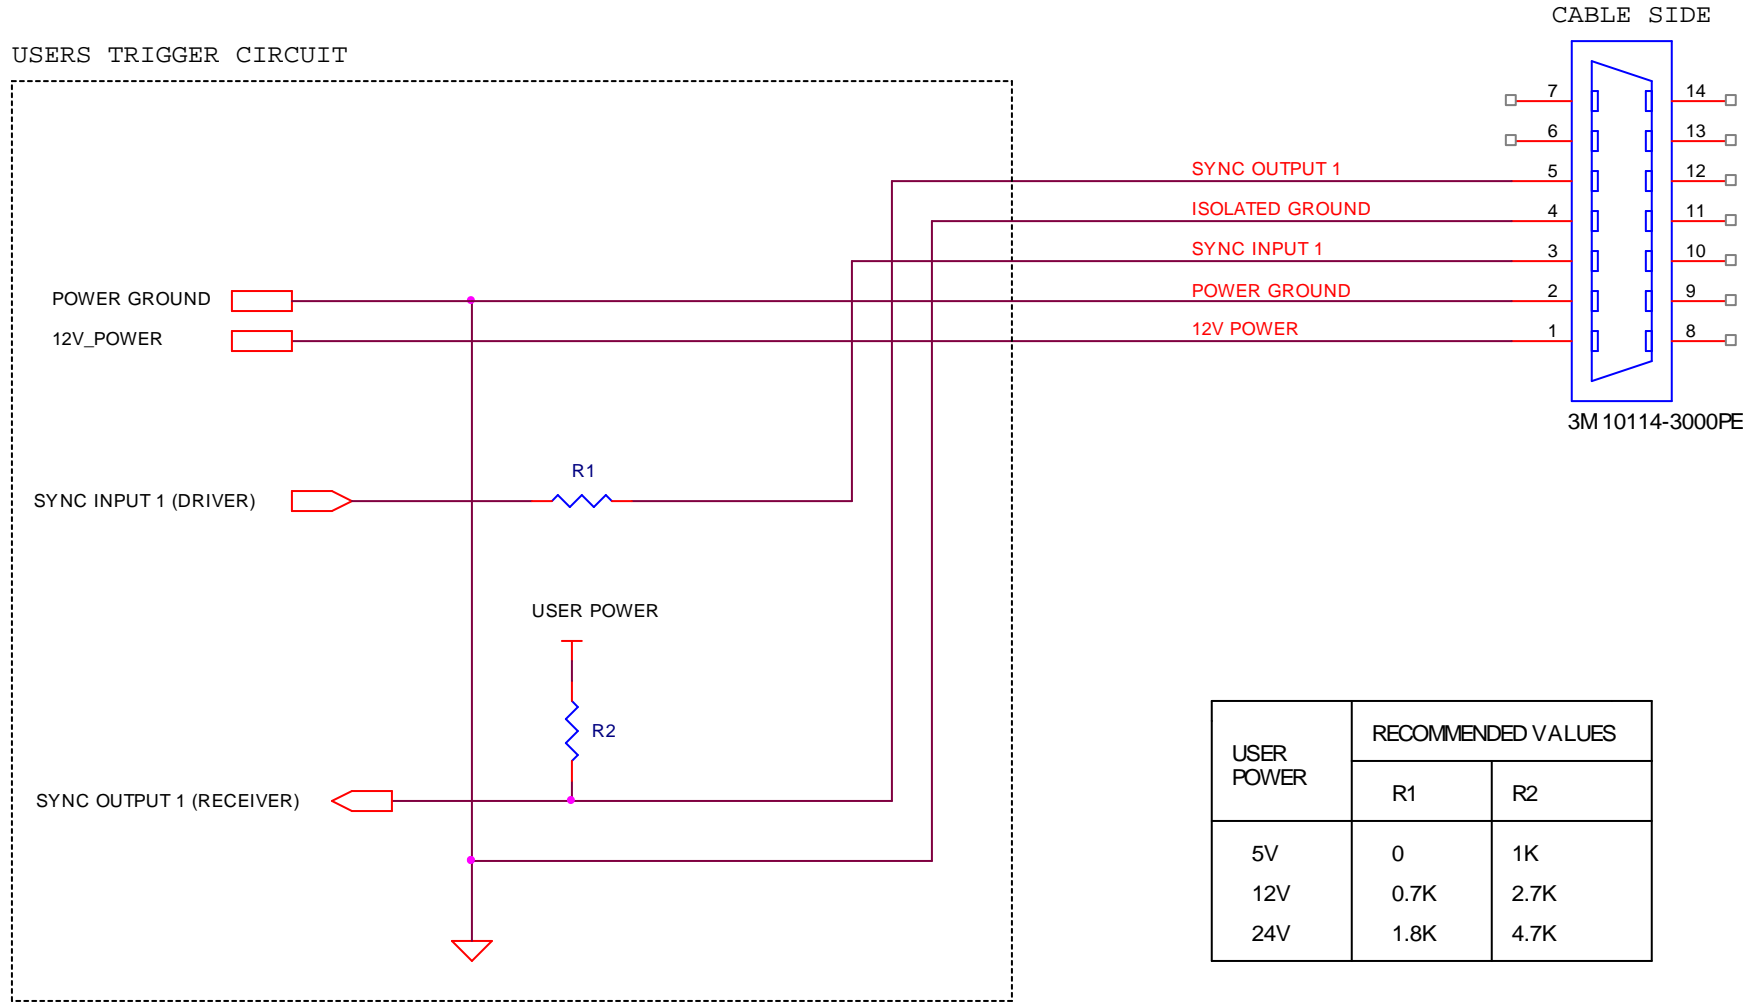 CABLE SIDE
USERS TRIGGER CIRCUIT
7 14
6 13
SYNC OUTPUT 1 5 12
ISOLATED GROUND 4 11
SYNC INPUT 1 3 10
POWER GROUND POWER GROUND 2 9
12V_POWER 12V POWER 1 8
3M 10114-3000PE
R1
SYNC INPUT 1 (DRIVER)
USER POWER
R2
SYNC OUTPUT 1 (RECEIVER)
USER
POWER
RECOMMENDED VALUES
R1 R2
5V 0 1K
12V 0.7K 2.7K
24V 1.8K 4.7K